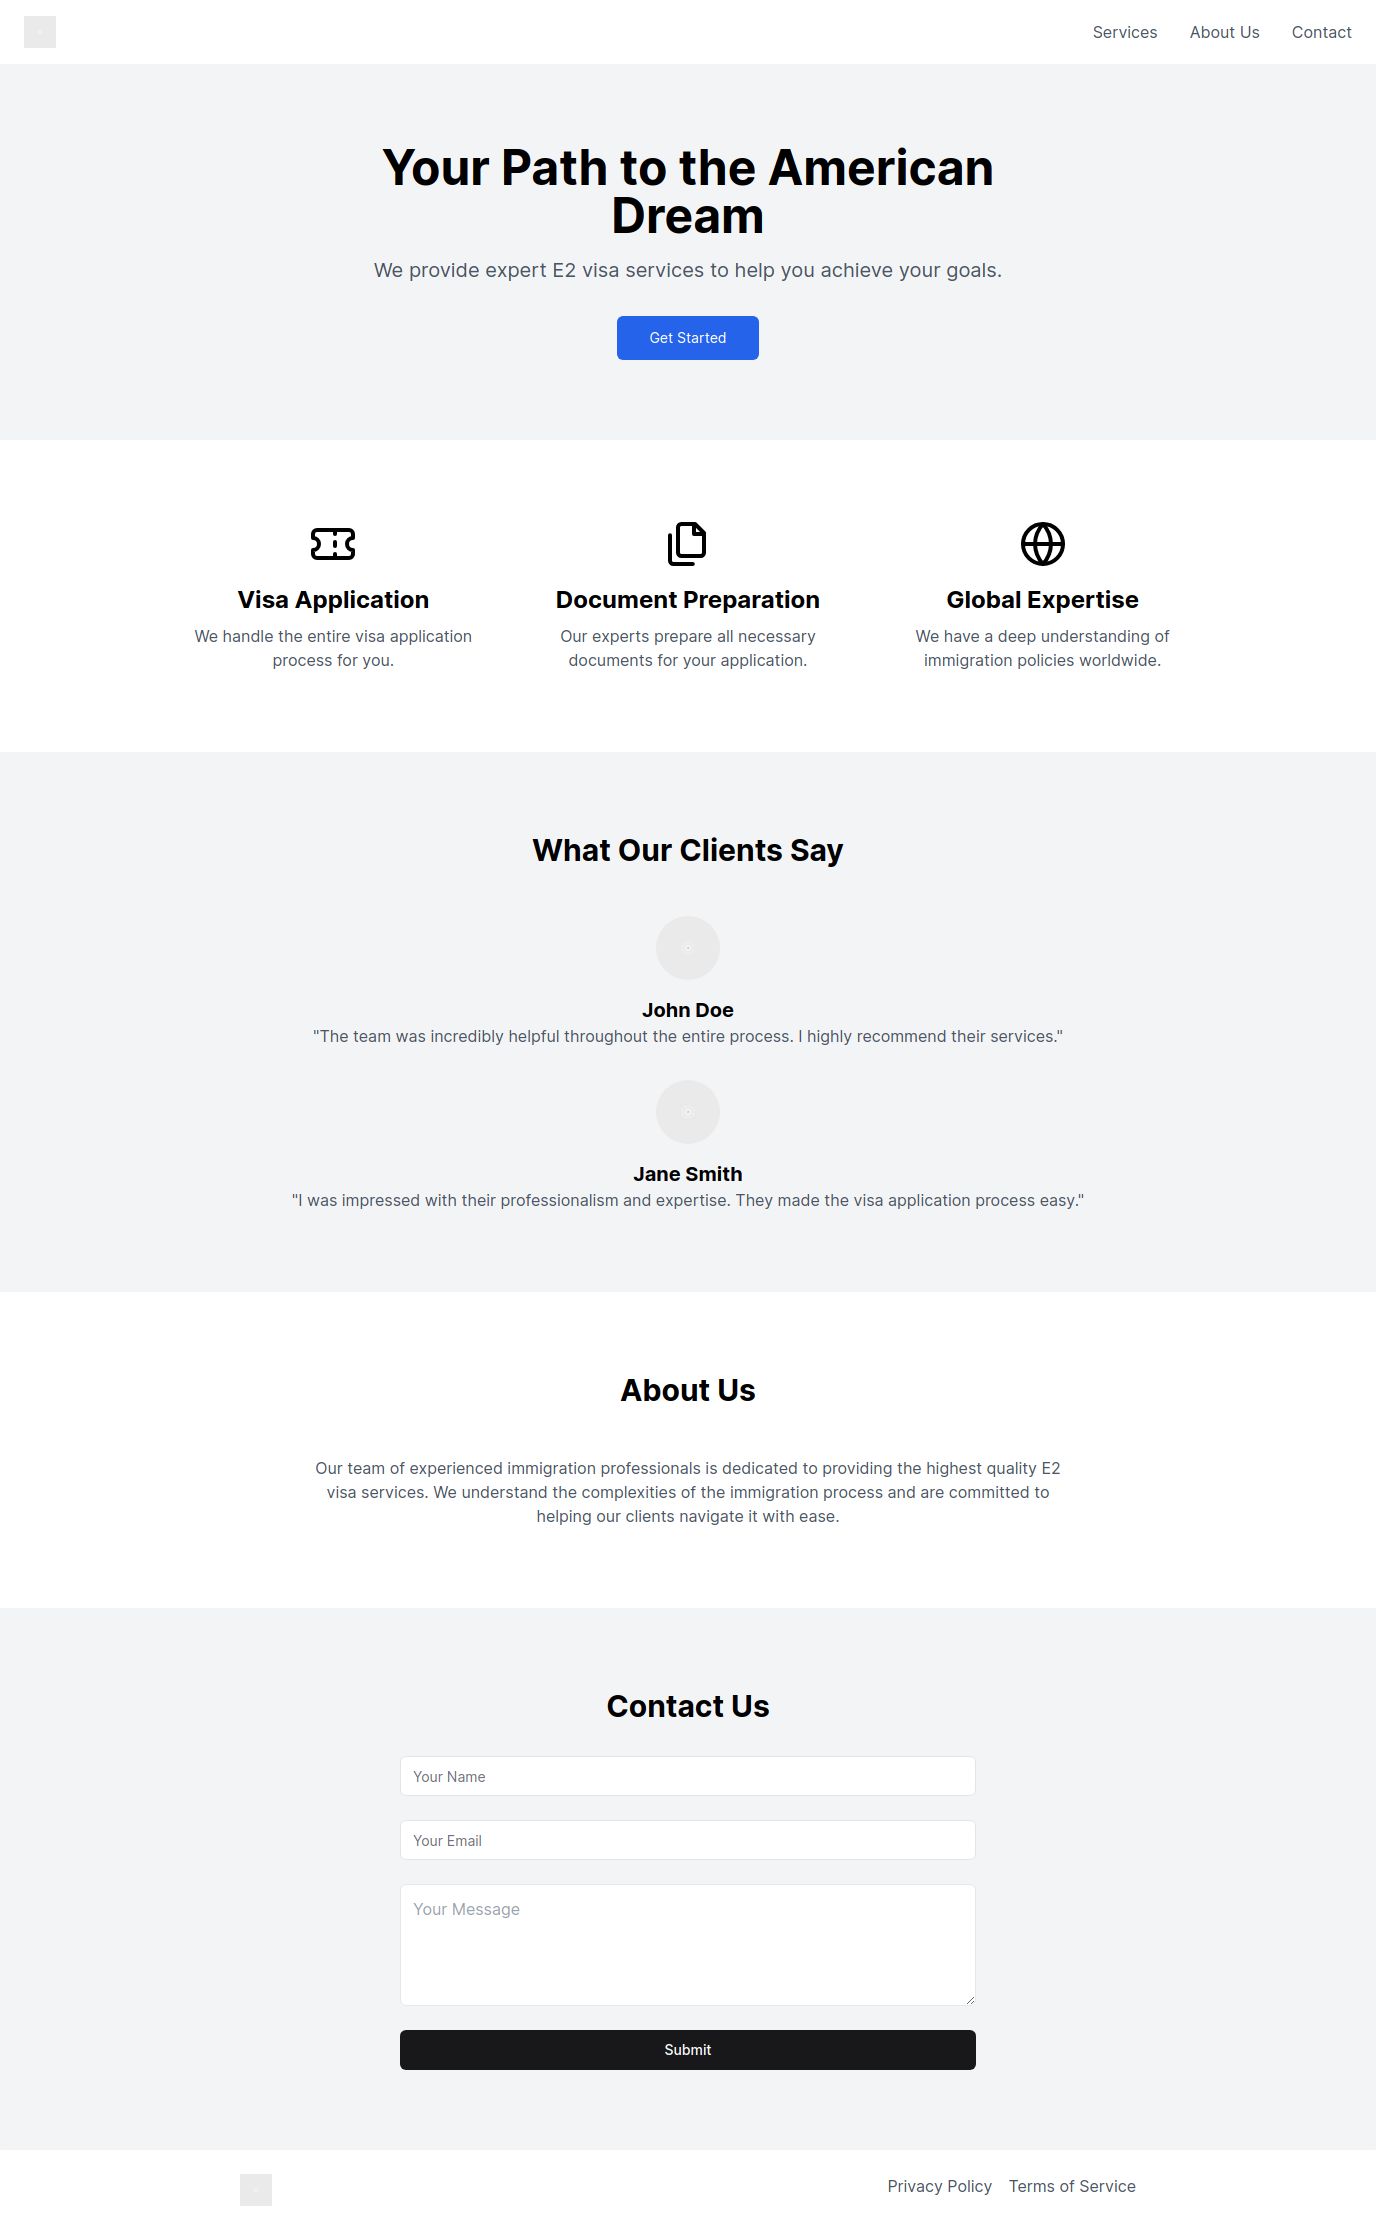 Services About Us Contact
Your Path to the American
Dream
We provide expert E2 visa services to help you achieve your goals.
Get Started
Visa Application
We handle the entire visa application
process for you.
Document Preparation
Our experts prepare all necessary
documents for your application.
Global Expertise
We have a deep understanding of
immigration policies worldwide.
What Our Clients Say
John Doe
"The team was incredibly helpful throughout the entire process. I highly recommend their services."
Jane Smith
"I was impressed with their professionalism and expertise. They made the visa application process easy."
About Us
Our team of experienced immigration professionals is dedicated to providing the highest quality E2
visa services. We understand the complexities of the immigration process and are committed to
helping our clients navigate it with ease.
Contact Us
Your Name
Your Email
Your Message
Submit
Privacy Policy Terms of Service